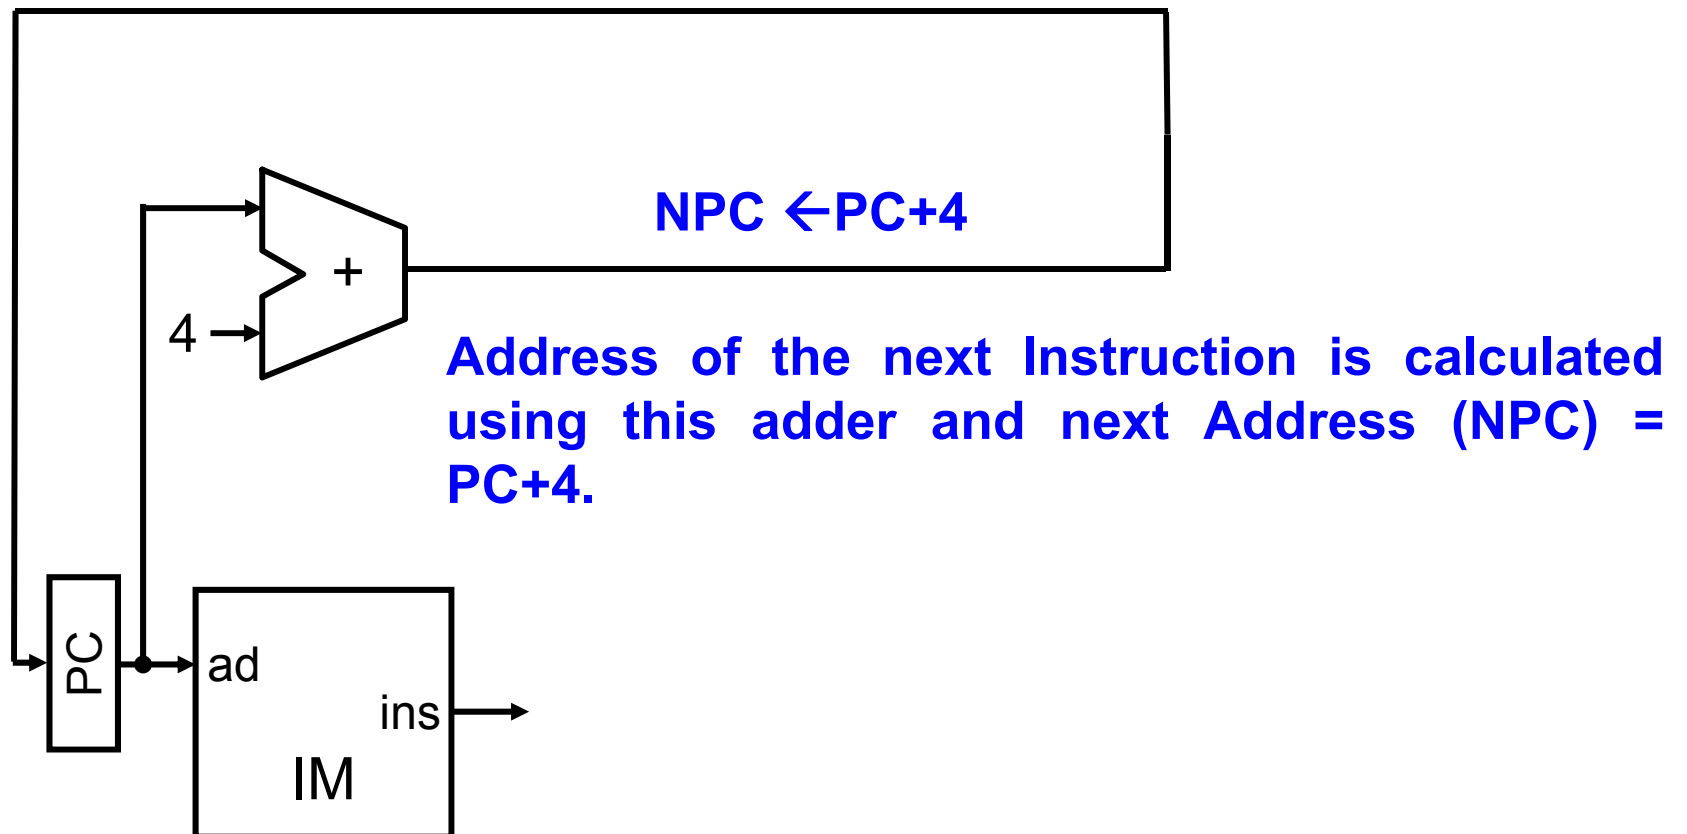 NPC ←PC+4
+
4
Address of the next Instruction is calculated
using this adder and next Address (NPC) =
PC+4.
PC
ad
ins
IM